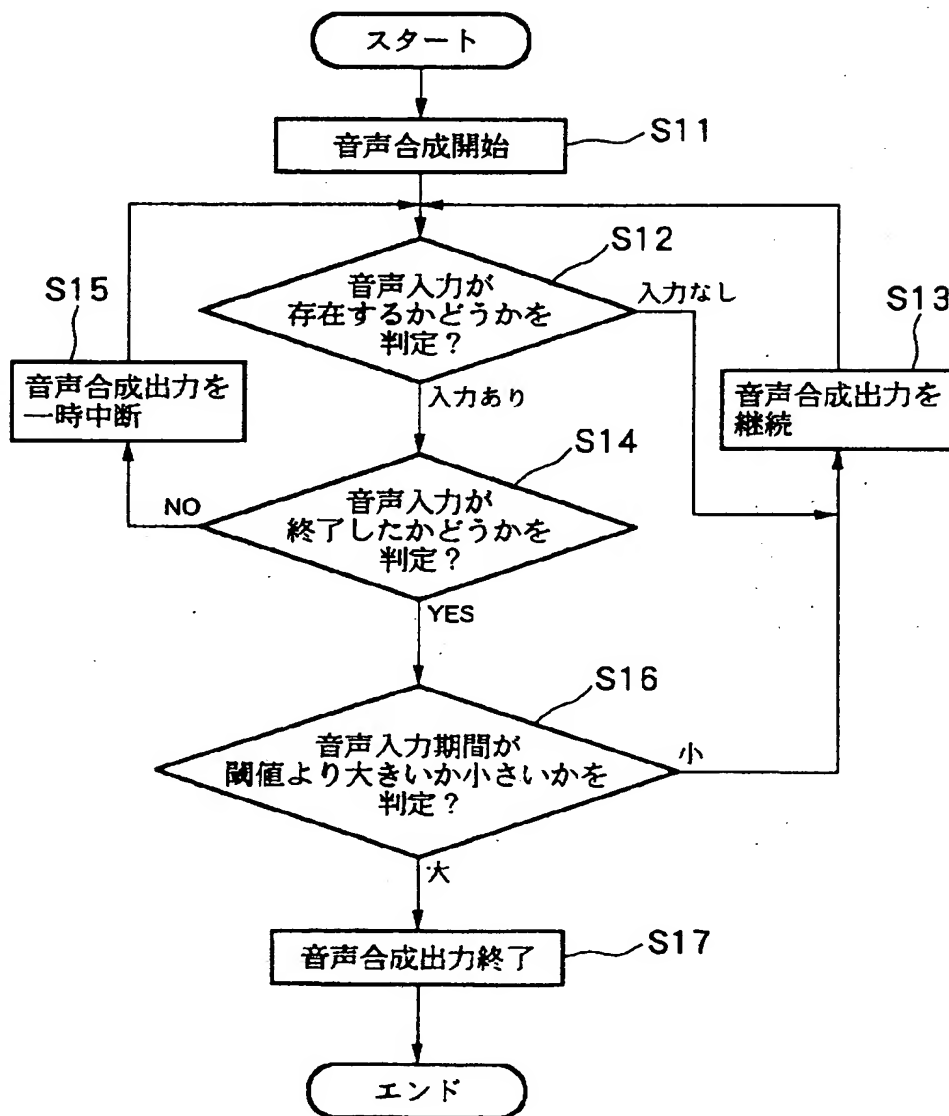 スタート
音声合成開始
S11
音声入力が
存在するかどうかを
判定？
S12
入力なし
入力あり
S15
音声合成出力を
一時中断
S13
音声合成出力を
継続
音声入力が
終了したかどうかを
判定？
S14
NO
YES
音声入力期間が
閾値より大きいか小さいかを
判定？
S16
小
大
音声合成出力終了
S17
エンド